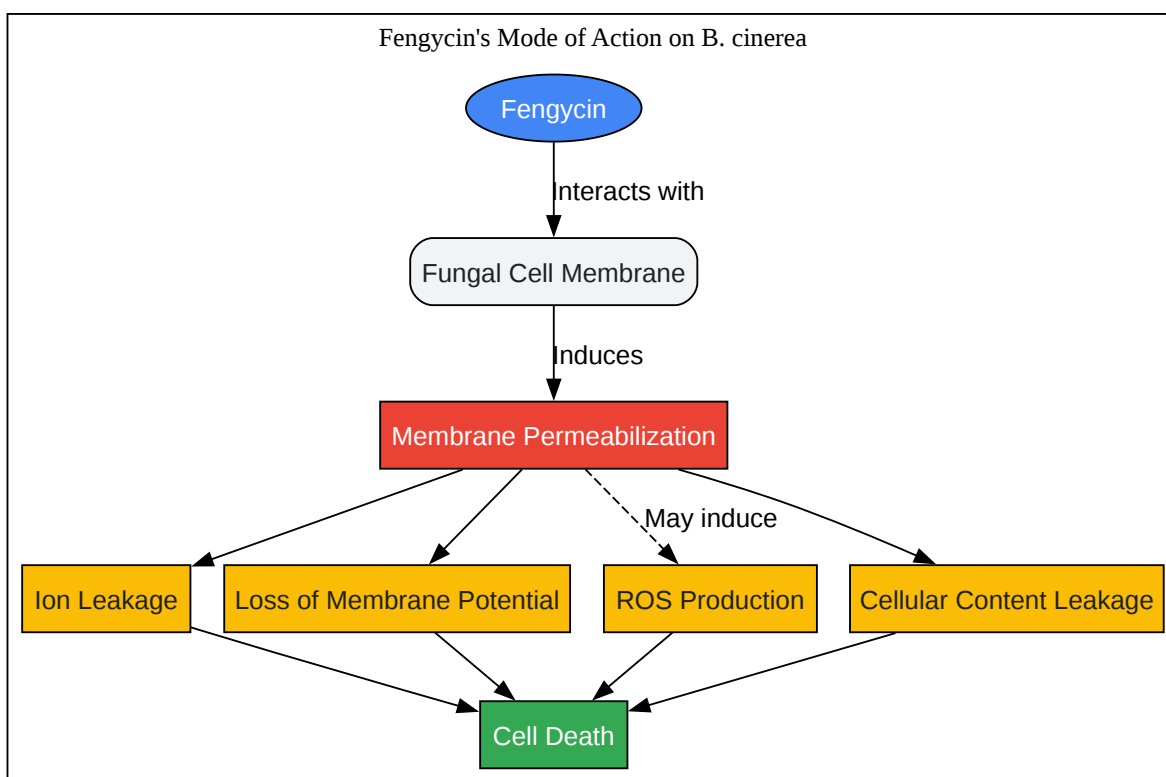 Fengycin's Mode of Action on B. cinerea
Fengycin
Interacts with
Fungal Cell Membrane
Induces
Membrane Permeabilization
May induce
Ion Leakage
Loss of Membrane Potential
ROS Production
Cellular Content Leakage
Cell Death